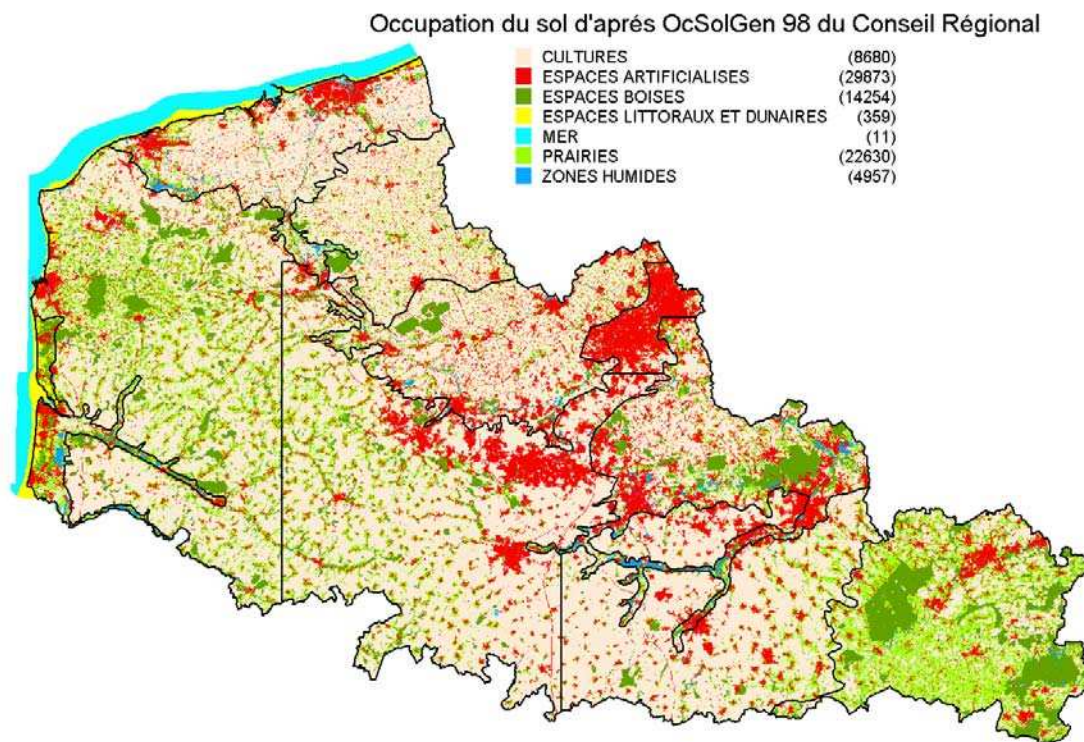 Occupation du sol d'aprés OcSolGen 98 du Conseil Régional
CULTURES (8680)
ESPACES ARTIFICIALISES (29873)
ESPACES BOISES (14254)
ESPACES LITTORAUX ET DUNAIRES (359)
MER (11)
PRAIRIES (22630)
ZONES HUMIDES (4957)